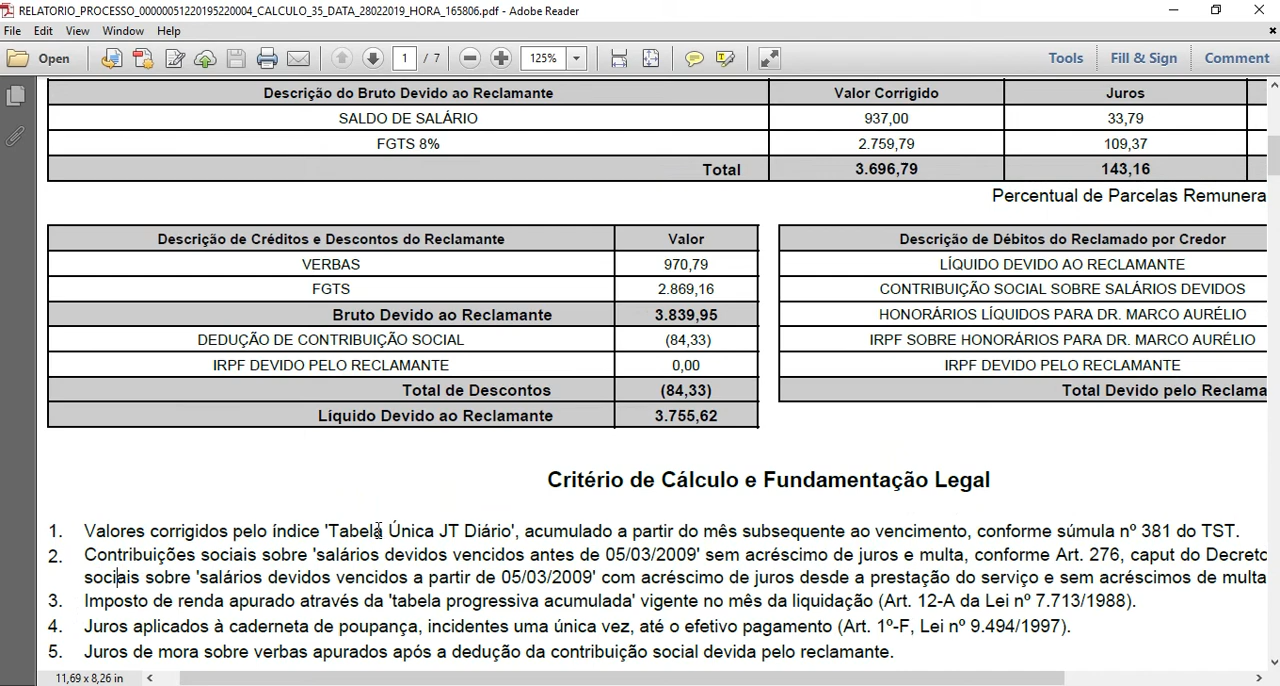 RELATORIO_PROCESSO_00000051220195220004_CALCULO_35_DATA_28022019_HORA_165806.pdf - Adobe Reader
File Edit View Window Help
Open 1 / 7 125% Tools Fill & Sign Comment
Descrição do Bruto Devido ao Reclamante Valor Corrigido Juros
SALDO DE SALÁRIO 937,00 33,79
FGTS 8% 2.759,79 109,37
Total 3.696,79 143,16
Percentual de Parcelas Remunera
Descrição de Créditos e Descontos do Reclamante Valor Descrição de Débitos do Reclamado por Credor
VERBAS 970,79 LÍQUIDO DEVIDO AO RECLAMANTE
FGTS 2.869,16 CONTRIBUIÇÃO SOCIAL SOBRE SALÁRIOS DEVIDOS
Bruto Devido ao Reclamante 3.839,95 HONORÁRIOS LÍQUIDOS PARA DR. MARCO AURÉLIO
DEDUÇÃO DE CONTRIBUIÇÃO SOCIAL (84,33) IRPF SOBRE HONORÁRIOS PARA DR. MARCO AURÉLIO
IRPF DEVIDO PELO RECLAMANTE 0,00 IRPF DEVIDO PELO RECLAMANTE
Total de Descontos (84,33) Total Devido pelo Reclama
Líquido Devido ao Reclamante 3.755,62
Critério de Cálculo e Fundamentação Legal
1. Valores corrigidos pelo índice 'Tabela Única JT Diário', acumulado a partir do mês subsequente ao vencimento, conforme súmula nº 381 do TST.
2. Contribuições sociais sobre 'salários devidos vencidos antes de 05/03/2009' sem acréscimo de juros e multa, conforme Art. 276, caput do Decreto
sociais sobre 'salários devidos vencidos a partir de 05/03/2009' com acréscimo de juros desde a prestação do serviço e sem acréscimos de multa
3. Imposto de renda apurado através da 'tabela progressiva acumulada' vigente no mês da liquidação (Art. 12-A da Lei nº 7.713/1988).
4. Juros aplicados à caderneta de poupança, incidentes uma única vez, até o efetivo pagamento (Art. 1º-F, Lei nº 9.494/1997).
5. Juros de mora sobre verbas apurados após a dedução da contribuição social devida pelo reclamante.
11,69 x 8,26 in